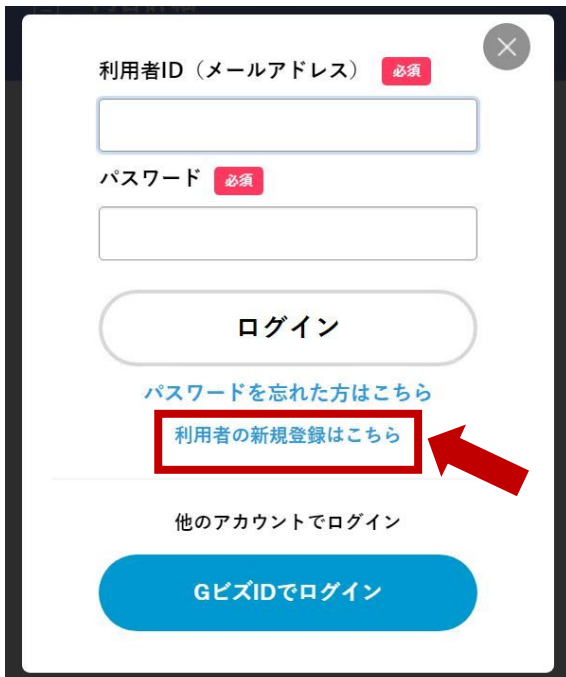 利用者ID（メールアドレス） 必須
パスワード 必須
ログイン
パスワードを忘れた方はこちら
利用者の新規登録はこちら
他のアカウントでログイン
GビズIDでログイン